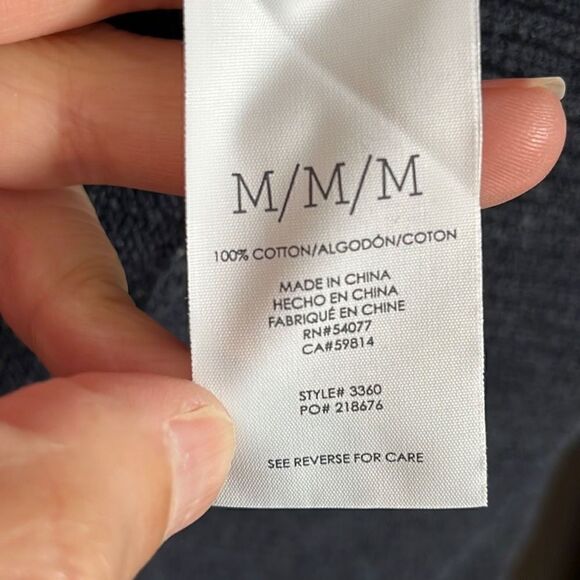 M/M/M
100% COTTON/ALGODÓN/COTON
MADE IN CHINA
HECHO EN CHINA
FABRIQUÉ EN CHINE
RN#54077
CA#59814
STYLE# 3360
PO# 218676
SEE REVERSE FOR CARE